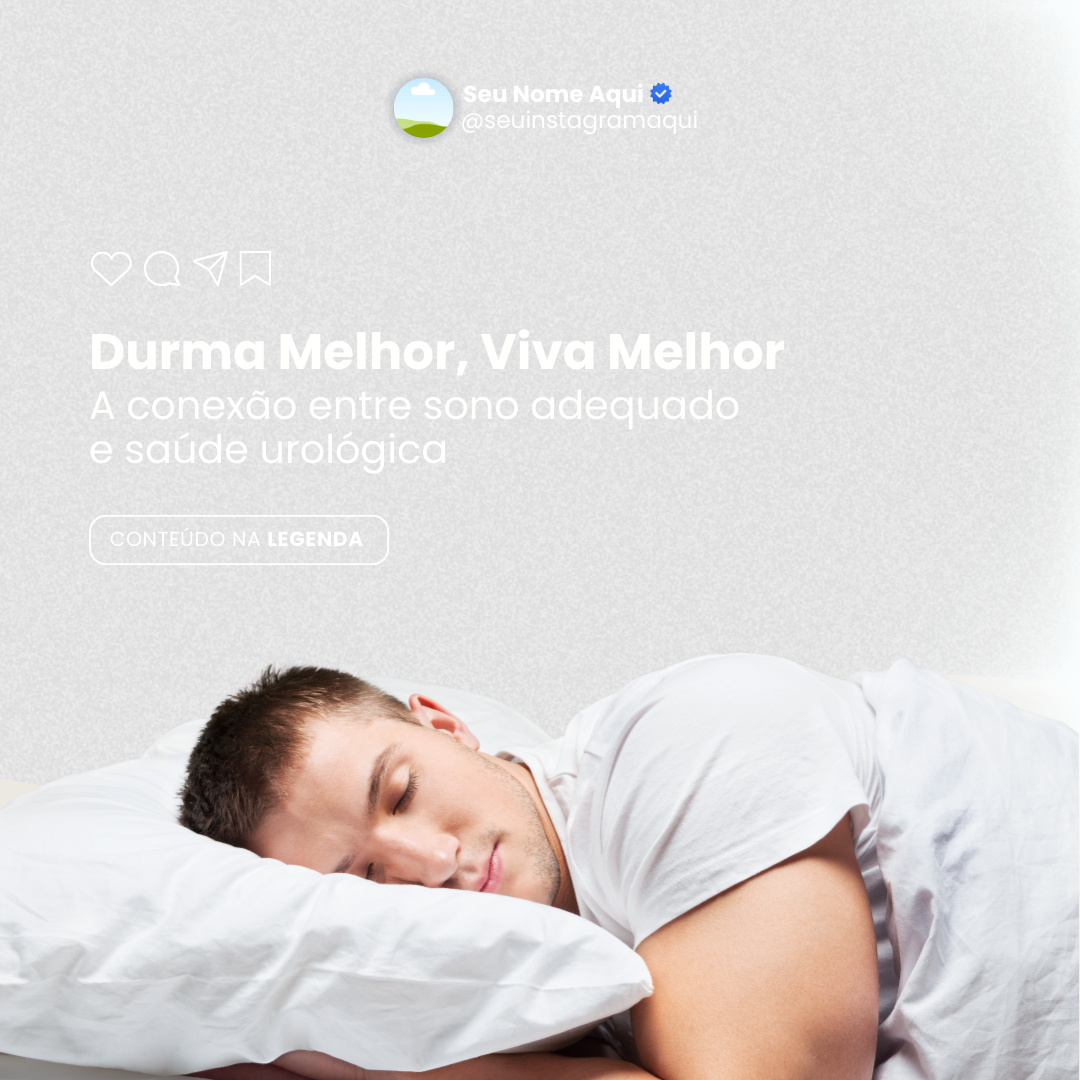 Seu Nome Aqui
@seuinstagramaqui
Durma Melhor, Viva Melhor
A conexão entre sono adequado
e saúde urológica
CONTEÚDO NA LEGENDA